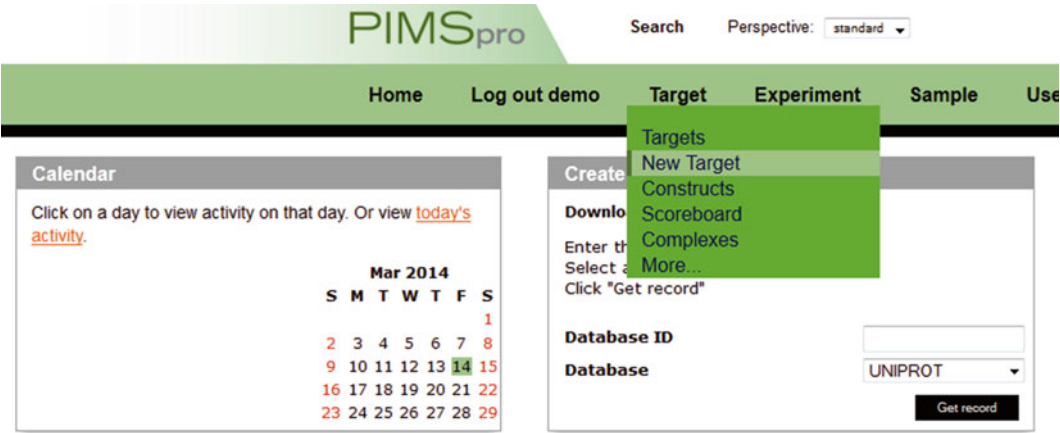 PIMSpro
Search Perspective: standard
Home Log out demo Target Experiment Sample Use
Targets
New Target
Constructs
Scoreboard
Complexes
More...
Calendar
Click on a day to view activity on that day. Or view today's
activity.
Mar 2014
S M T W T F S
1
2 3 4 5 6 7 8
9 10 11 12 13 14 15
16 17 18 19 20 21 22
23 24 25 26 27 28 29
Create
Downlo
Enter th
Select a
Click "Get record"
Database ID
Database UNIPROT
Get record